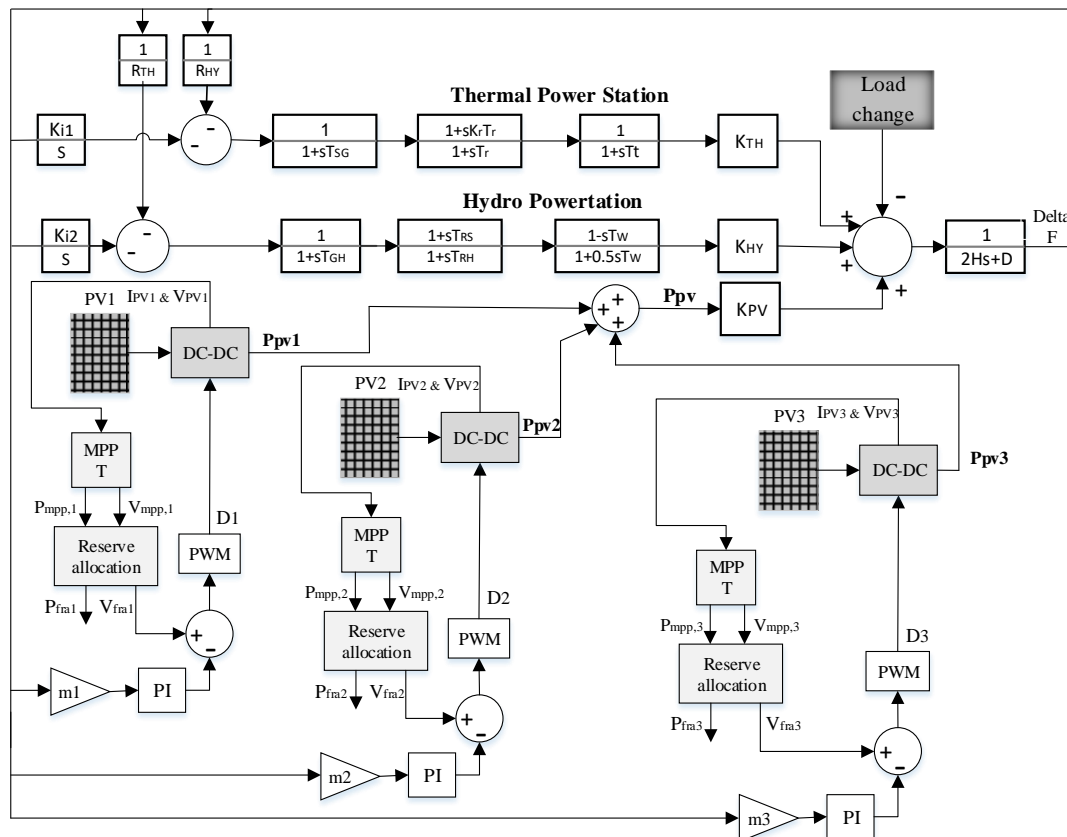 1
RTH
1
RHY
Thermal Power Station
Load
change
Ki1
S
-
-
1
1+sTSG
1+sKrTr
1+sTr
1
1+sTt
KTH
-
+
Hydro Powertation
Ki2
S
-
-
1
1+sTGH
1+sTRS
1+sTRH
1-sTW
1+0.5sTW
KHY
+
+
1
2Hs+D
Delta
F
PV1
IPV1 & VPV1
DC-DC
Ppv1
+
+
+
Ppv
KPV
PV2
IPV2 & VPV2
DC-DC
Ppv2
PV3
IPV3 & VPV3
DC-DC
Ppv3
MPP
T
Pmpp,1
Vmpp,1
D1
Reserve
allocation
PWM
Pfra1
Vfra1
+
-
m1
PI
MPP
T
Pmpp,2
Vmpp,2
D2
Reserve
allocation
PWM
Pfra2
Vfra2
+
-
m2
PI
MPP
T
Pmpp,3
Vmpp,3
D3
Reserve
allocation
PWM
Pfra3
Vfra3
+
-
m3
PI